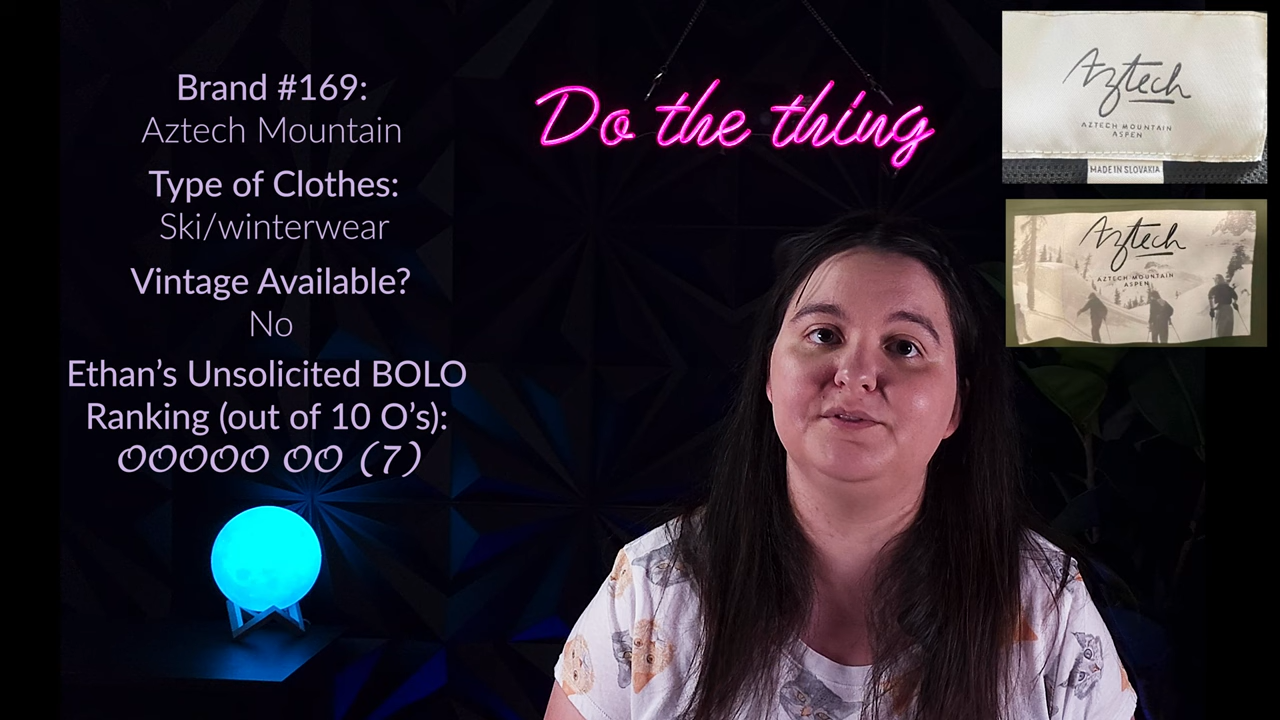 Brand #169:
Aztech Mountain
Type of Clothes:
Ski/winterwear
Vintage Available?
No
Ethan's Unsolicited BOLO
Ranking (out of 10 O's):
OOOOO OO (7)
Do the thing
Aztech
AZTECH MOUNTAIN
ASPEN
MADE IN SLOVAKIA
Aztech
AZTECH MOUNTAIN
ASPEN